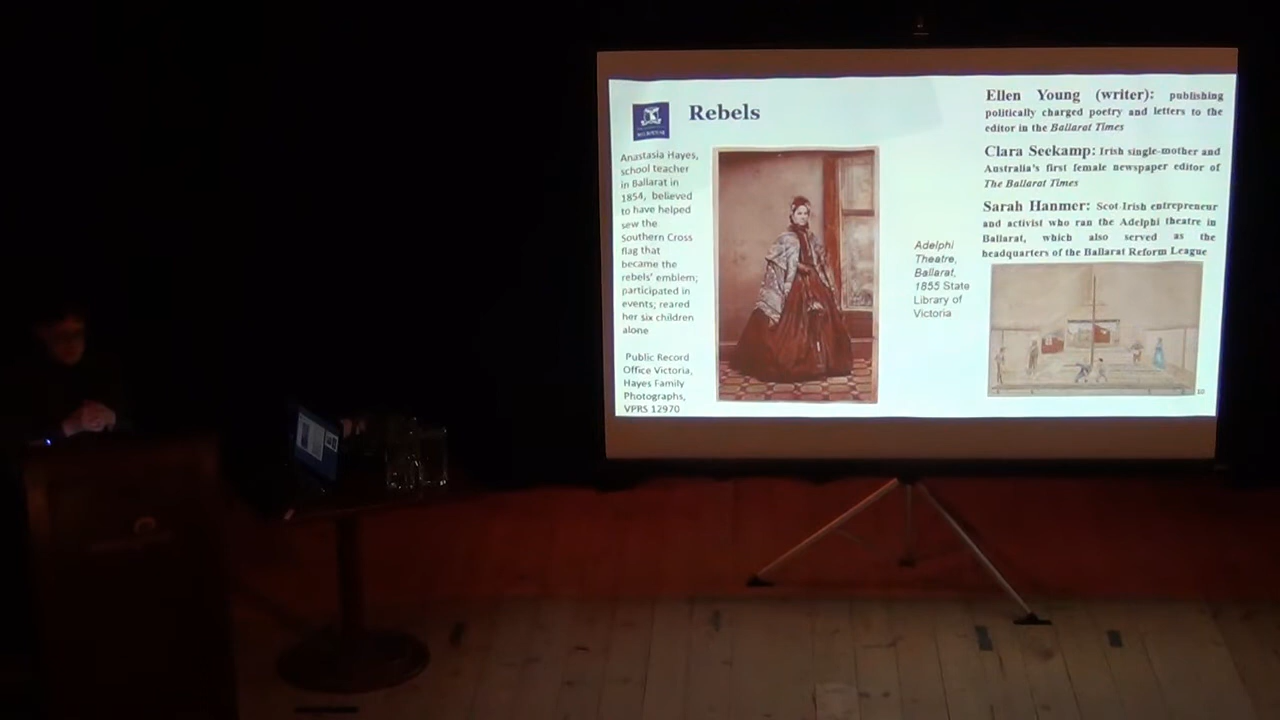 Rebels
Anastasia Hayes,
school teacher
in Ballarat in
1854, believed
to have helped
sew the
Southern Cross
flag that
became the
rebels' emblem;
participated in
events; reared
her six children
alone
Public Record
Office Victoria,
Hayes Family
Photographs,
VPRS 12970
Adelphi
Theatre,
Ballarat,
1855 State
Library of
Victoria
Ellen Young (writer): publishing
politically charged poetry and letters to the
editor in the Ballarat Times
Clara Seekamp: Irish single-mother and
Australia's first female newspaper editor of
The Ballarat Times
Sarah Hanmer: Scot-Irish entrepreneur
and activist who ran the Adelphi theatre in
Ballarat, which also served as the
headquarters of the Ballarat Reform League
10